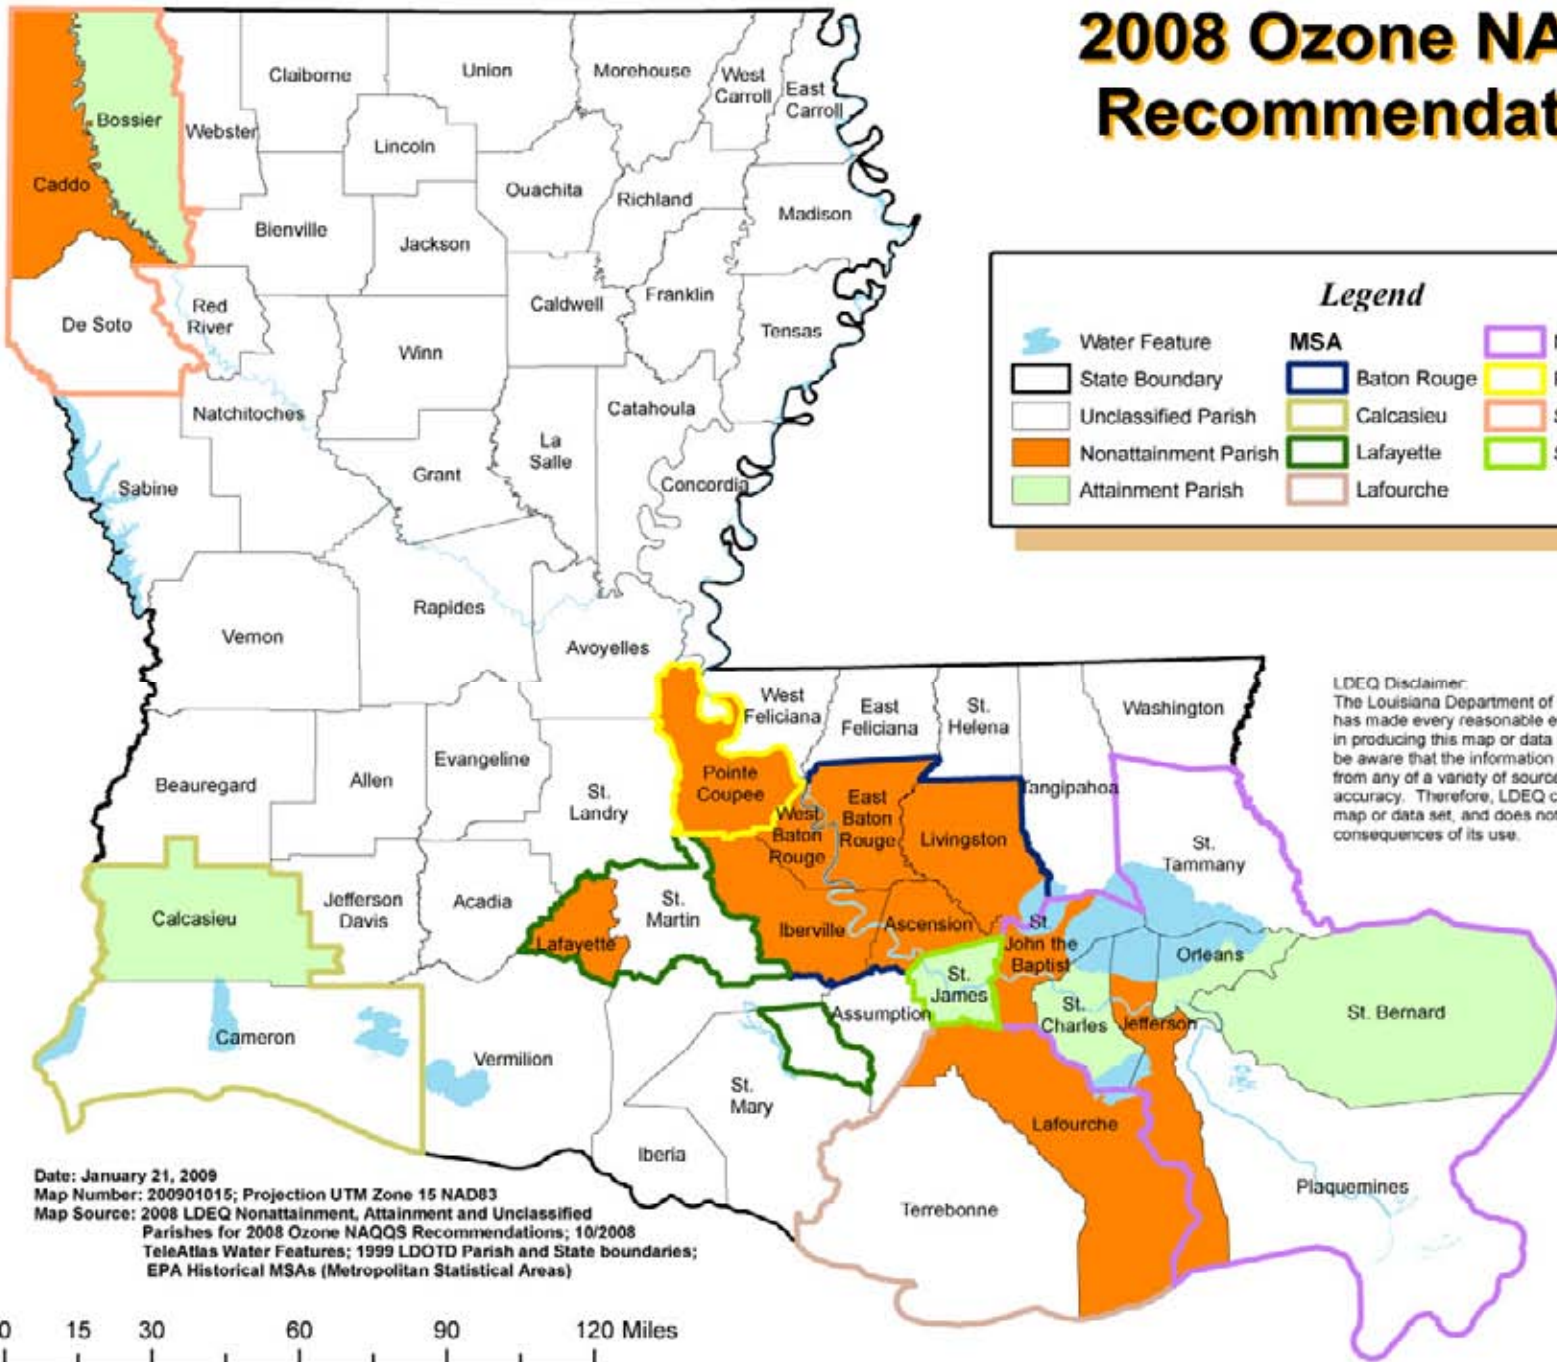 2008 Ozone NA
Recommendat
Claiborne
Union
Morehouse
West
Carroll
East
Carroll
Bossier
Webster
Lincoln
Caddo
Ouachita
Richland
Madison
Bienville
Jackson
De Soto
Red
River
Caldwell
Franklin
Tensas
Winn
Natchitoches
Catahoula
La
Salle
Grant
Concordia
Sabine
Rapides
Vernon
Avoyelles
West
Feliciana
East
Feliciana
St.
Helena
Washington
Tangipahoa
Beauregard
Allen
Evangeline
St.
Landry
Pointe
Coupee
West
Baton
Rouge
East
Baton
Rouge
Livingston
St.
Tammany
Calcasieu
Jefferson
Davis
Acadia
Lafayette
St.
Martin
Iberville
Ascension
St.
John the
Baptist
Orleans
St.
James
St.
Charles
Jefferson
St. Bernard
Assumption
Cameron
Vermilion
St.
Mary
Iberia
Lafourche
Terrebonne
Plaquemines
Legend
Water Feature
State Boundary
Unclassified Parish
Nonattainment Parish
Attainment Parish
MSA
Baton Rouge
Calcasieu
Lafayette
Lafourche
LDEQ Disclaimer:
The Louisiana Department of
has made every reasonable e
in producing this map or data
be aware that the information
from any of a variety of source
accuracy. Therefore, LDEQ c
map or data set, and does not
consequences of its use.
Date: January 21, 2009
Map Number: 200901015; Projection UTM Zone 15 NAD83
Map Source: 2008 LDEQ Nonattainment, Attainment and Unclassified
Parishes for 2008 Ozone NAQQS Recommendations; 10/2008
TeleAtlas Water Features; 1999 LDOTD Parish and State boundaries;
EPA Historical MSAs (Metropolitan Statistical Areas)
0 15 30 60 90 120 Miles